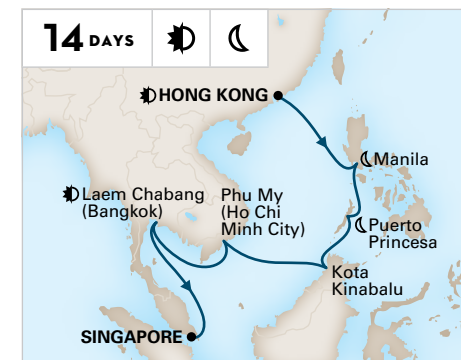 14 DAYS
HONG KONG
Manila
Laem Chabang
(Bangkok)
Phu My
(Ho Chi
Minh City)
Puerto
Princesa
Kota
Kinabalu
SINGAPORE